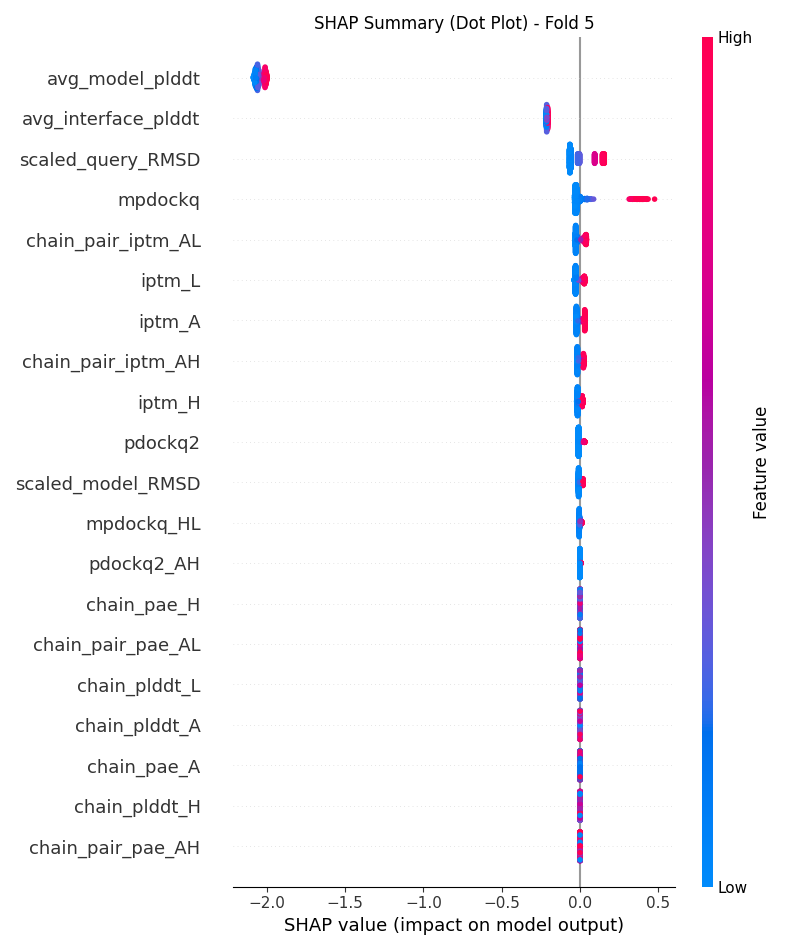 SHAP Summary (Dot Plot) - Fold 5
High
avg_model_plddt
avg_interface_plddt
scaled_query_RMSD
mpdockq
chain_pair_iptm_AL
iptm_L
iptm_A
chain_pair_iptm_AH
iptm_H
pdockq2
scaled_model_RMSD
mpdockq_HL
pdockq2_AH
chain_pae_H
chain_pair_pae_AL
chain_plddt_L
chain_plddt_A
chain_pae_A
chain_plddt_H
chain_pair_pae_AH
Feature value
Low
−2.0 −1.5 −1.0 −0.5 0.0 0.5
SHAP value (impact on model output)